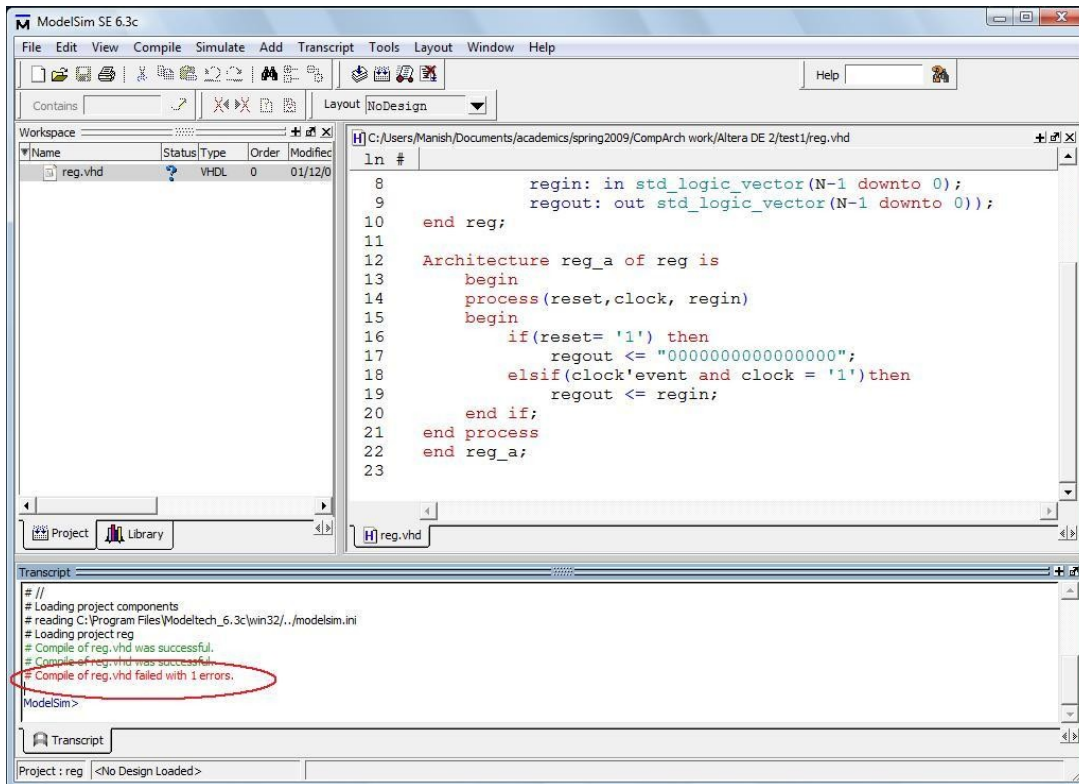 ModelSim SE 6.3c
File Edit View Compile Simulate Add Transcript Tools Layout Window Help
Help
Contains
Layout NoDesign
Workspace
Name Status Type Order Modified
reg.vhd ? VHDL 0 01/12/0
Project Library
C:/Users/Manish/Documents/academics/spring2009/CompArch work/Altera DE 2/test1/reg.vhd
ln #
8 regin: in std_logic_vector(N-1 downto 0);
9 regout: out std_logic_vector(N-1 downto 0));
10 end reg;
11
12 Architecture reg_a of reg is
13 begin
14 process(reset,clock, regin)
15 begin
16 if(reset= '1') then
17 regout <= "0000000000000000";
18 elsif(clock'event and clock = '1')then
19 regout <= regin;
20 end if;
21 end process
22 end reg_a;
23
reg.vhd
Transcript
# //
# Loading project components
# reading C:\Program Files\Modeltech_6.3c\win32/../modelsim.ini
# Loading project reg
# Compile of reg.vhd was successful.
# Compile of reg.vhd was successful.
# Compile of reg.vhd failed with 1 errors.
ModelSim>
Transcript
Project : reg <No Design Loaded>